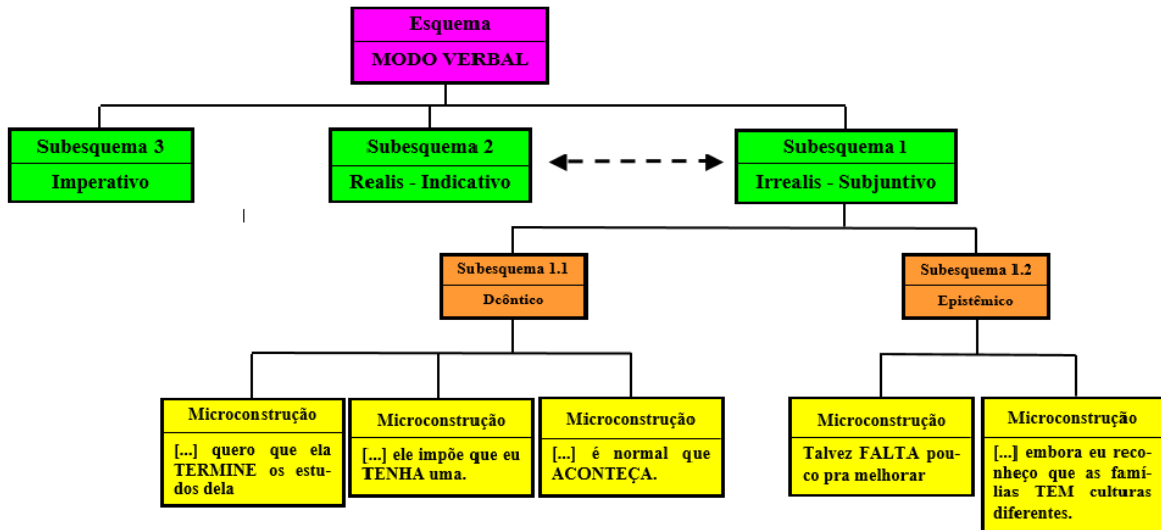 Esquema
MODO VERBAL
Subesquema 3
Imperativo
Subesquema 2
Realis - Indicativo
Subesquema 1
Irrealis - Subjuntivo
Subesquema 1.1
Deôntico
Subesquema 1.2
Epistêmico
Microconstrução
[...] quero que ela
TERMINE os estu-
dos dela
Microconstrução
[...] ele impõe que eu
TENHA uma.
Microconstrução
[...] é normal que
ACONTEÇA.
Microconstrução
Talvez FALTA pou-
co pra melhorar
Microconstrução
[...] embora eu reco-
nheço que as famí-
lias TEM culturas
diferentes.